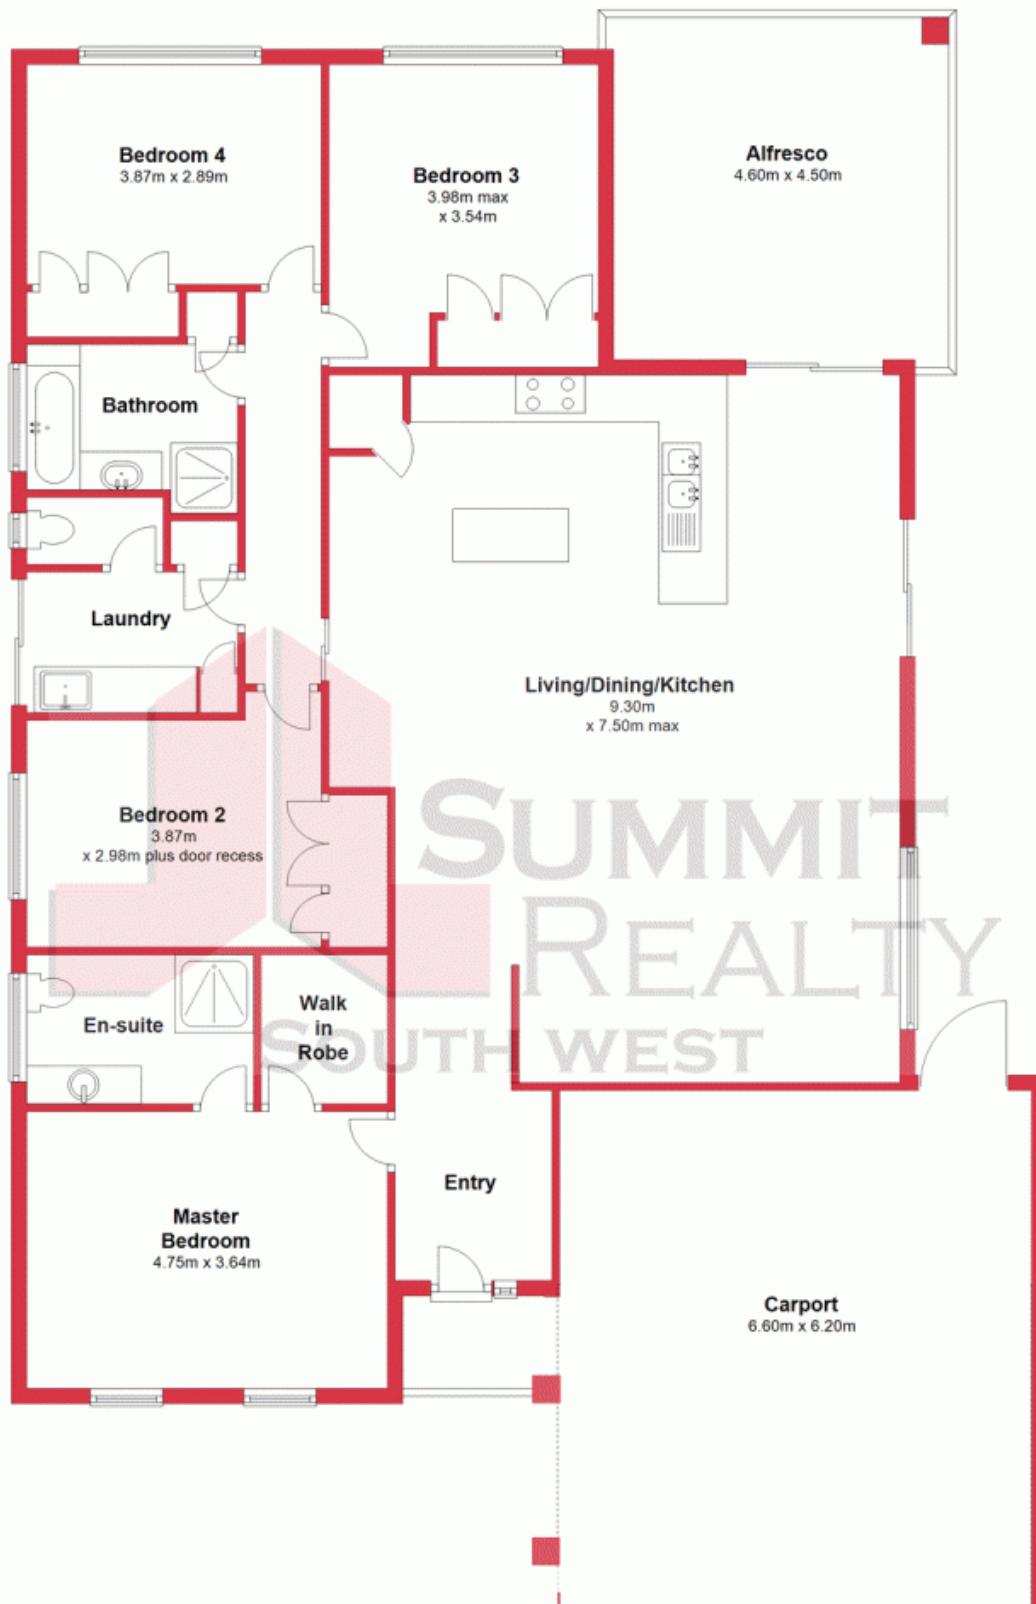 Bedroom 4
3.87m x 2.89m
Bedroom 3
3.98m max
x 3.54m
Alfresco
4.60m x 4.50m
Bathroom
Laundry
Living/Dining/Kitchen
9.30m
x 7.50m max
Bedroom 2
3.87m
x 2.98m plus door recess
SUMMIT
REALTY
SOUTH WEST
En-suite
Walk
in
Robe
Entry
Master
Bedroom
4.75m x 3.64m
Carport
6.60m x 6.20m